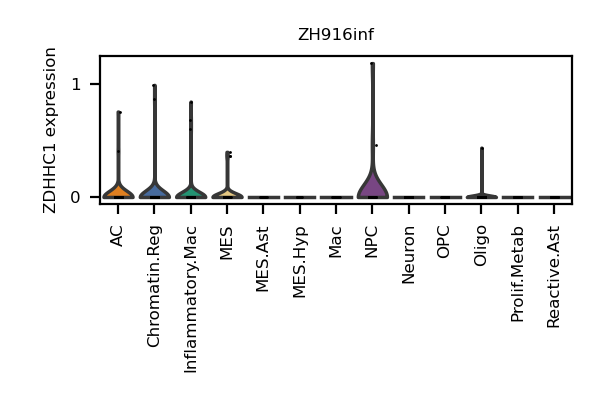 ZH916inf
ZDHHC1 expression
1
0
AC
Chromatin.Reg
Inflammatory.Mac
MES
MES.Ast
MES.Hyp
Mac
NPC
Neuron
OPC
Oligo
Prolif.Metab
Reactive.Ast